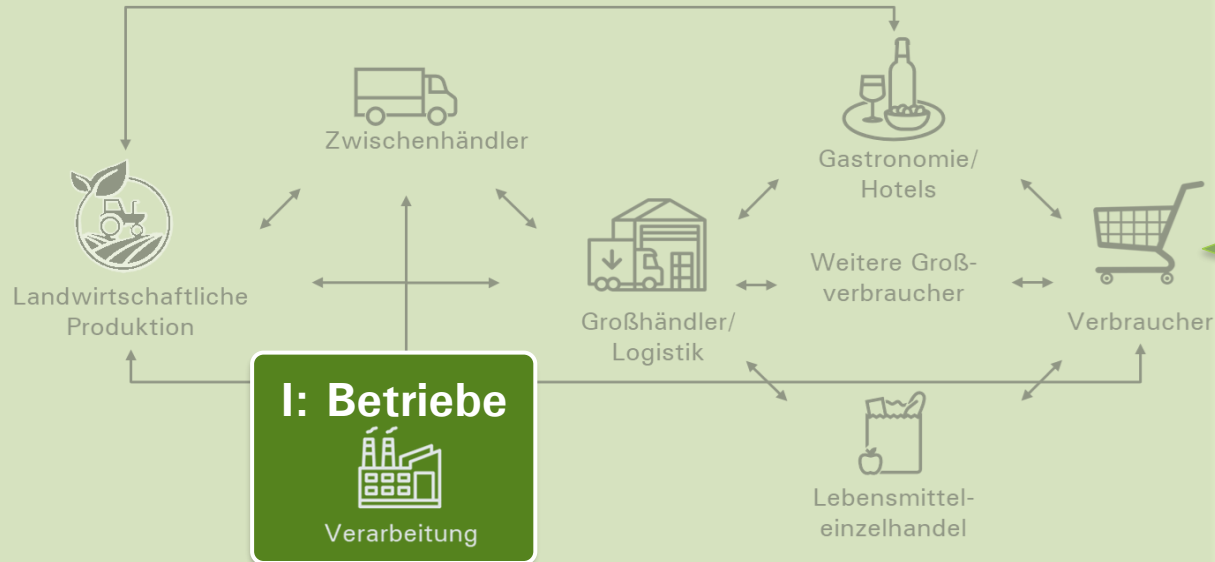 Zwischenhändler
Gastronomie/
Hotels
Landwirtschaftliche
Produktion
Großhändler/
Logistik
Weitere Groß-
verbraucher
Verbraucher
I: Betriebe
Verarbeitung
Lebensmittel-
einzelhandel